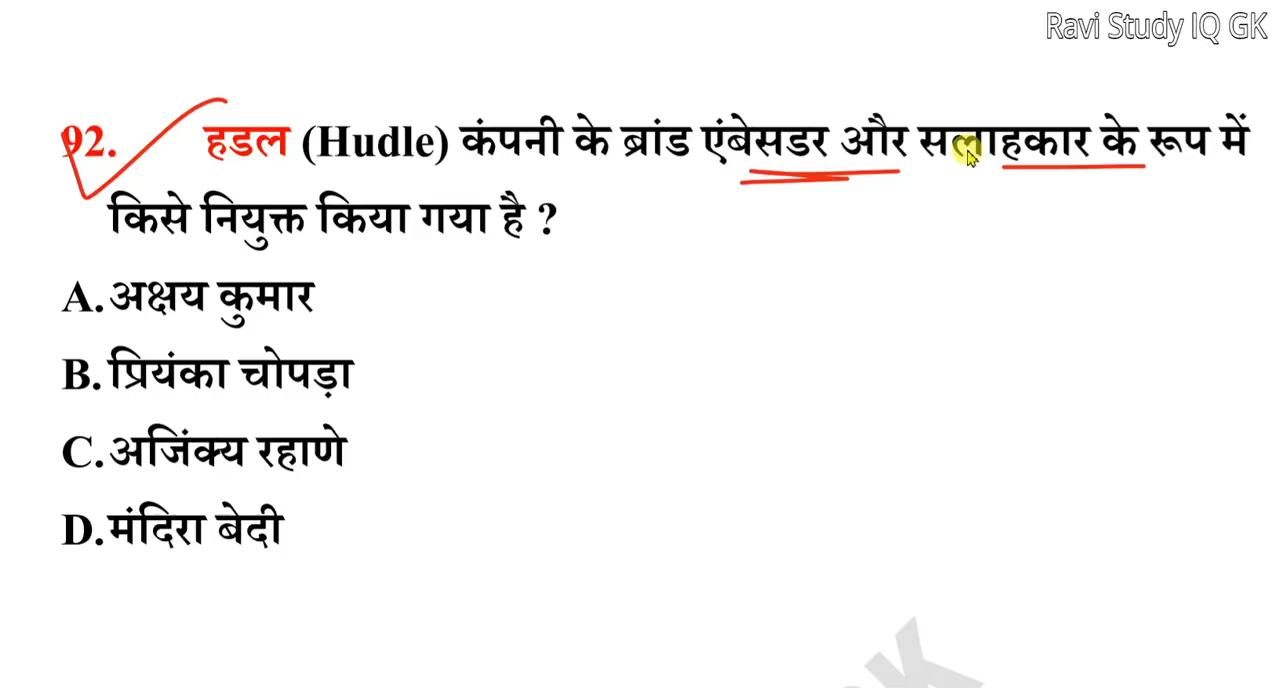 Ravi Study IQ GK
92. हडल (Hudle) कंपनी के ब्रांड एंबेसडर और सलाहकार के रूप में
किसे नियुक्त किया गया है ?
A.अक्षय कुमार
B.प्रियंका चोपड़ा
C.अजिंक्य रहाणे
D.मंदिरा बेदी